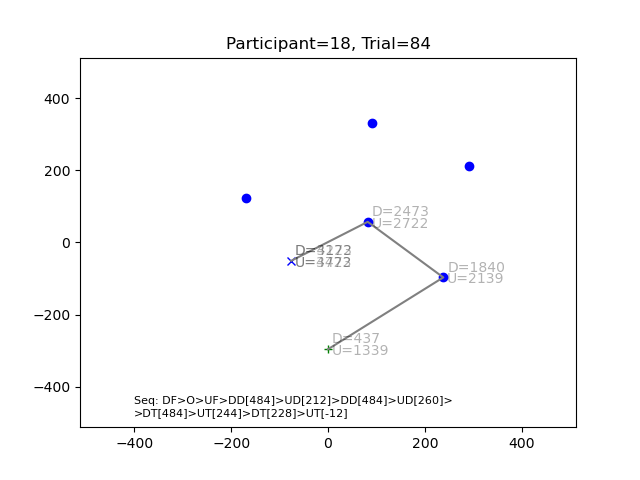 Participant=18, Trial=84
400
200
0
−200
−400
D=2473
U=2722
D=1840
U=2139
D=437
U=1339
Seq: DF>O>UF>DD[484]>UD[212]>DD[484]>UD[260]>
>DT[484]>UT[244]>DT[228]>UT[-12]
−400 −200 0 200 400